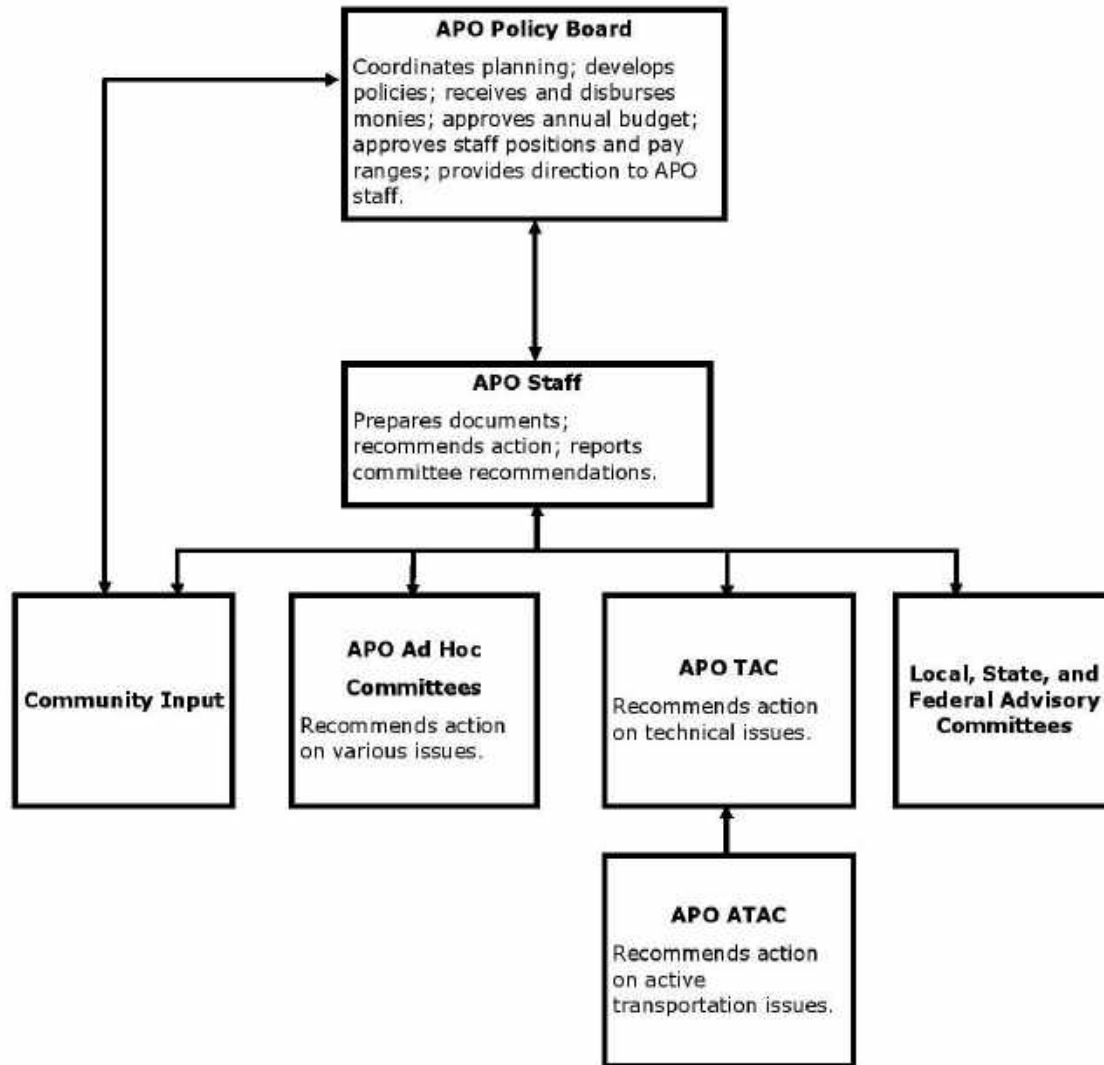 APO Policy Board
Coordinates planning; develops
policies; receives and disburses
monies; approves annual budget;
approves staff positions and pay
ranges; provides direction to APO
staff.
APO Staff
Prepares documents;
recommends action; reports
committee recommendations.
Community Input
APO Ad Hoc
Committees
Recommends action
on various issues.
APO TAC
Recommends action
on technical issues.
Local, State, and
Federal Advisory
Committees
APO ATAC
Recommends action
on active
transportation issues.